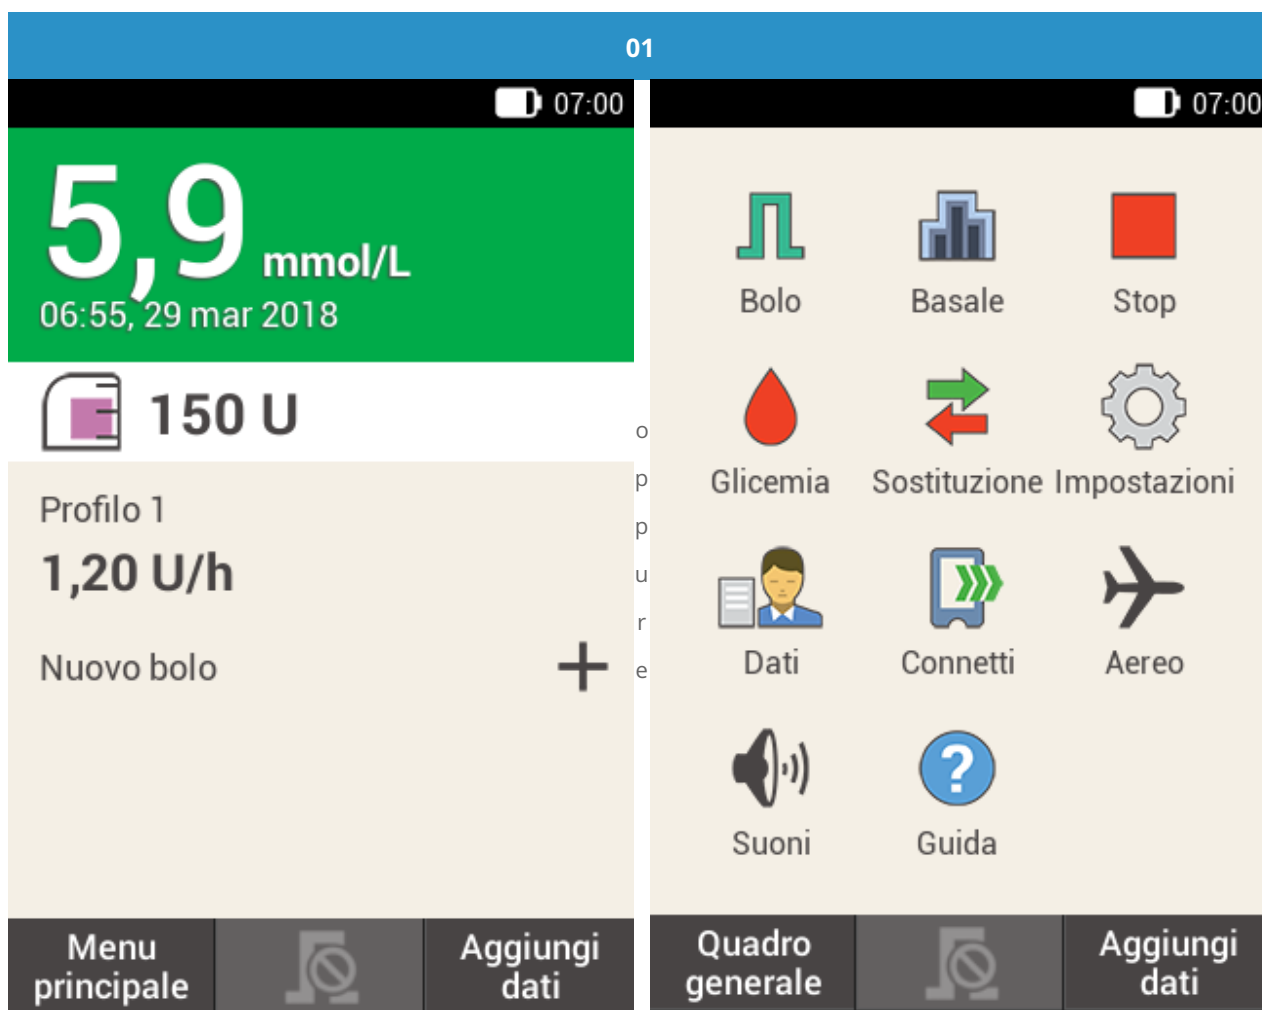 01
07:00
5,9 mmol/L
06:55, 29 mar 2018
150 U
Profilo 1
1,20 U/h
Nuovo bolo
Menu
principale
Aggiungi
dati
oppure
07:00
Bolo Basale Stop
Glicemia Sostituzione Impostazioni
Dati Connetti Aereo
Suoni ? Guida
Quadro
generale
Aggiungi
dati